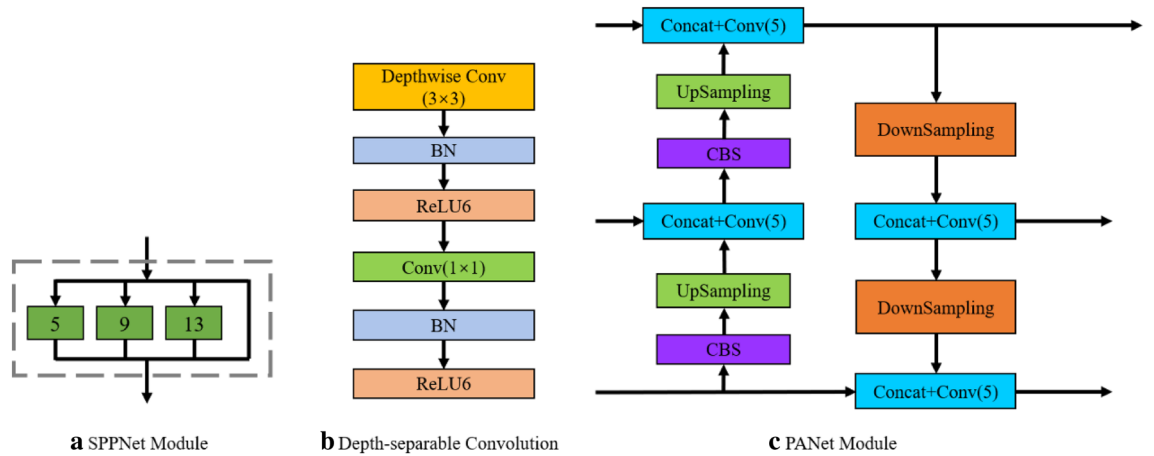 5
9
13
a SPPNet Module
Depthwise Conv
(3×3)
BN
ReLU6
Conv(1×1)
BN
ReLU6
b Depth-separable Convolution
Concat+Conv(5)
UpSampling
CBS
Concat+Conv(5)
UpSampling
CBS
DownSampling
Concat+Conv(5)
DownSampling
Concat+Conv(5)
c PANet Module